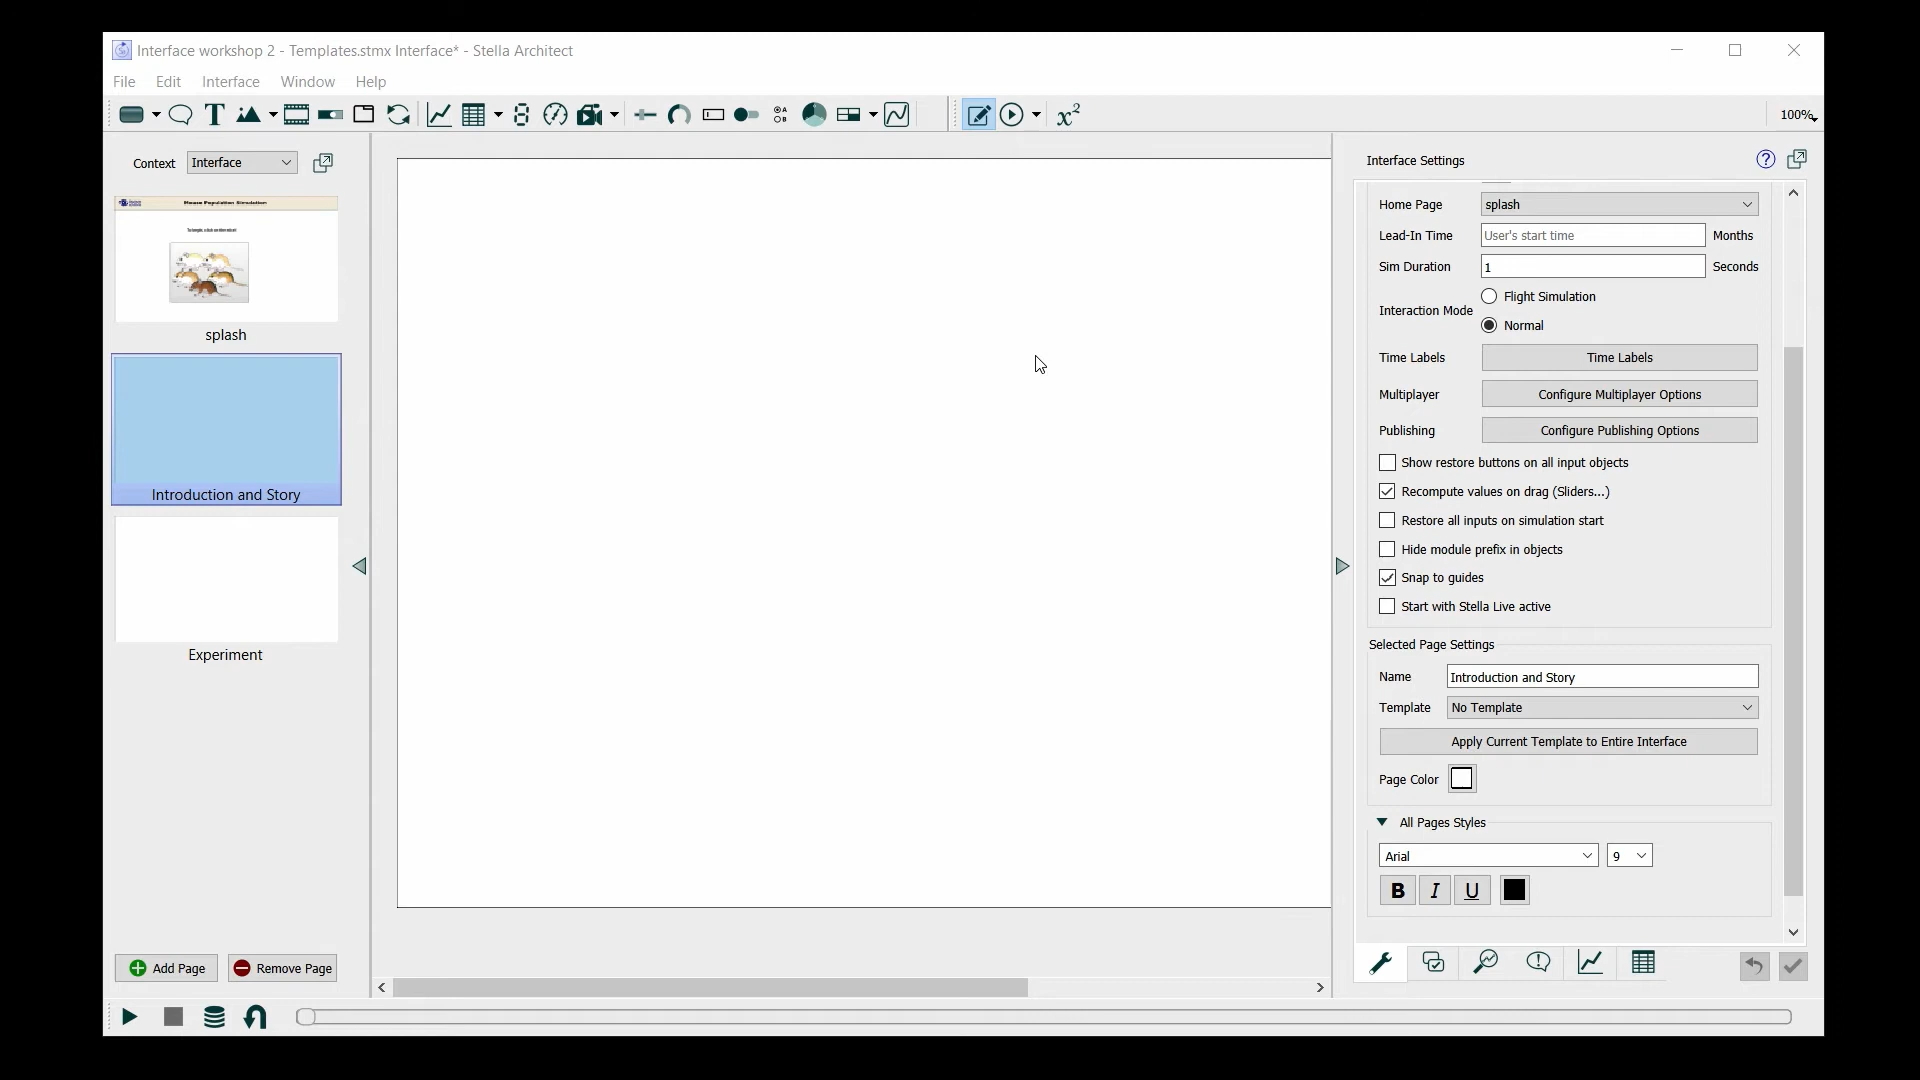 Interface workshop 2 - Templates.stmx Interface* - Stella Architect
File Edit Interface Window Help
100%
Context Interface
Mouse Population Simulation
splash
Introduction and Story
Experiment
Add Page Remove Page
Interface Settings
Home Page splash
Lead-In Time User's start time Months
Sim Duration 1 Seconds
Interaction Mode
Flight Simulation
Normal
Time Labels Time Labels
Multiplayer Configure Multiplayer Options
Publishing Configure Publishing Options
Show restore buttons on all input objects
Recompute values on drag (Sliders...)
Restore all inputs on simulation start
Hide module prefix in objects
Snap to guides
Start with Stella Live active
Selected Page Settings
Name Introduction and Story
Template No Template
Apply Current Template to Entire Interface
Page Color
All Pages Styles
Arial 9
B I U